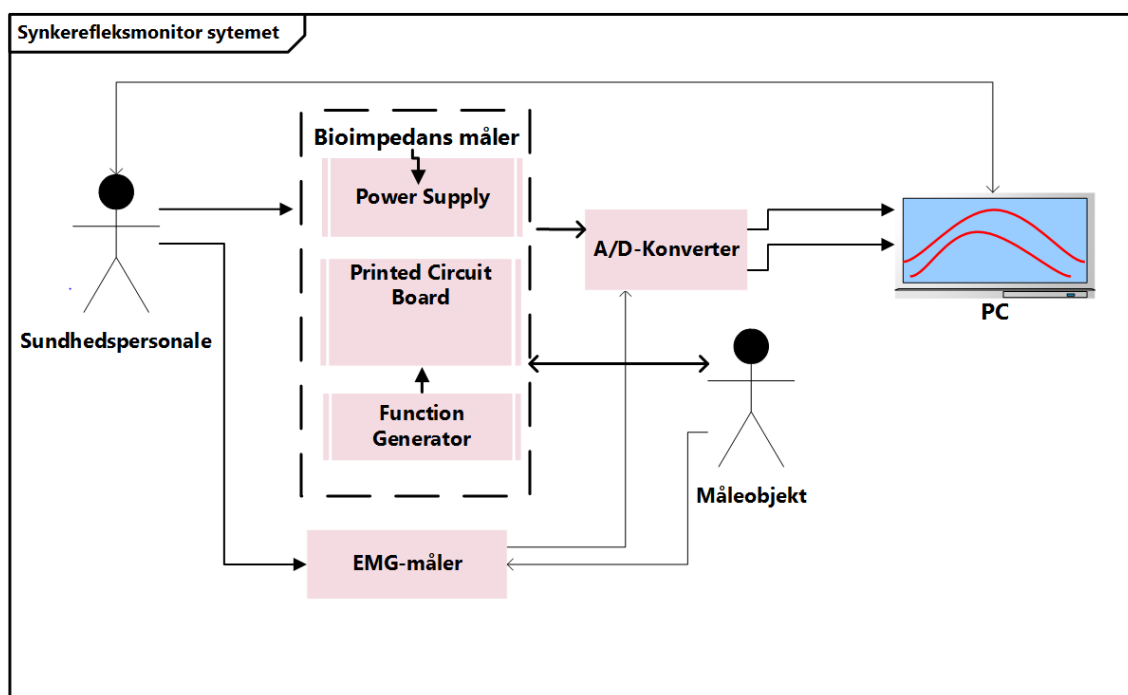 Synkerefleksmonitor sytemet
Bioimpedans måler
Power Supply
Printed Circuit
Board
Function
Generator
A/D-Konverter
PC
Sundhedspersonale
Måleobjekt
EMG-måler